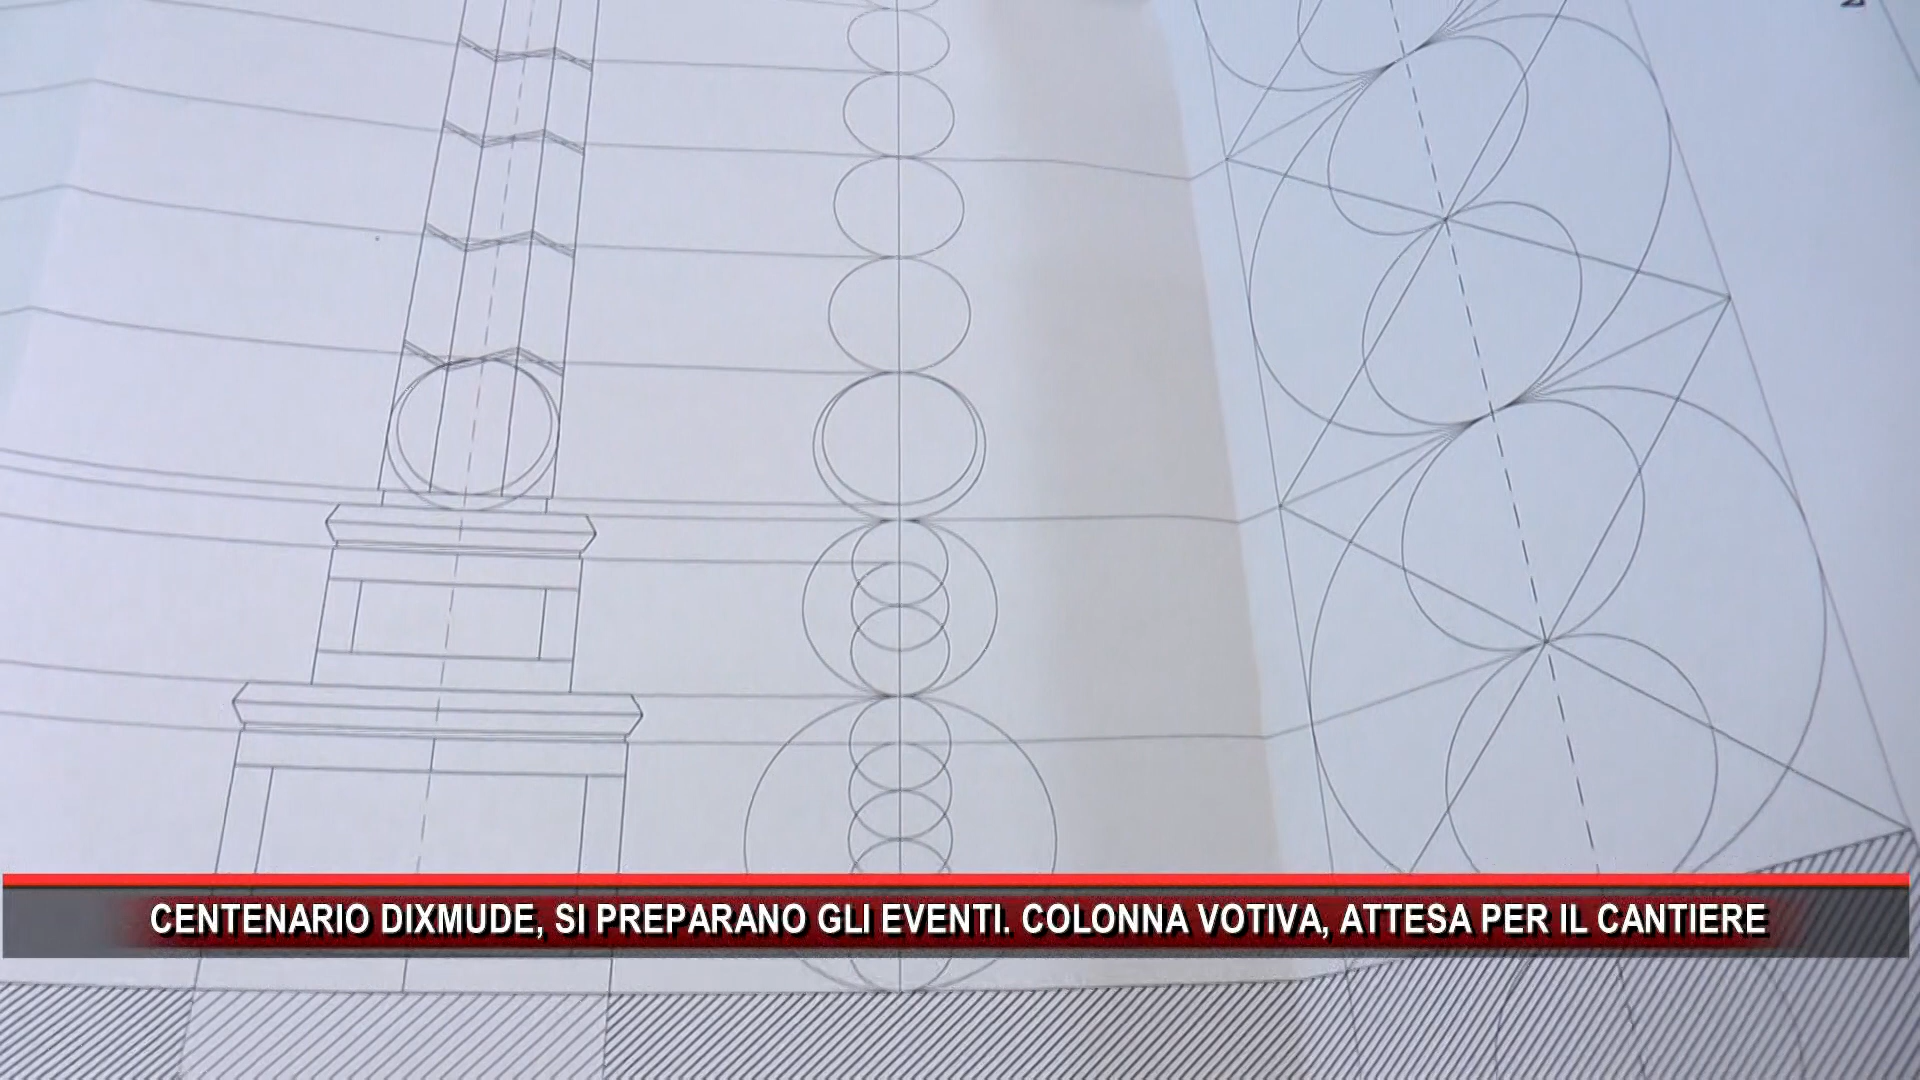 CENTENARIO DIXMUDE, SI PREPARANO GLI EVENTI. COLONNA VOTIVA, ATTESA PER IL CANTIERE